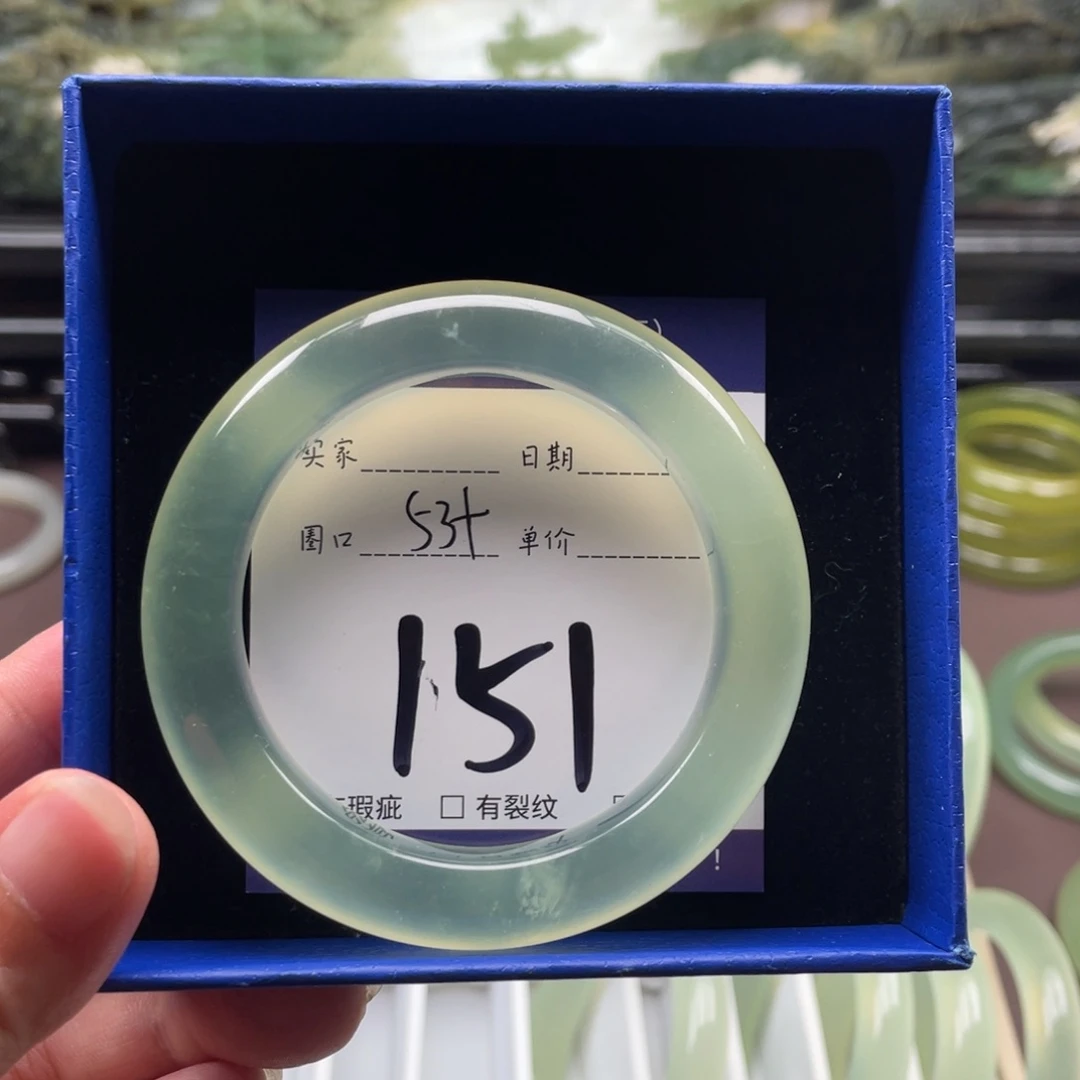 买家 日期
圈口 53+ 单价
151
瑕疵 □ 有裂纹
!